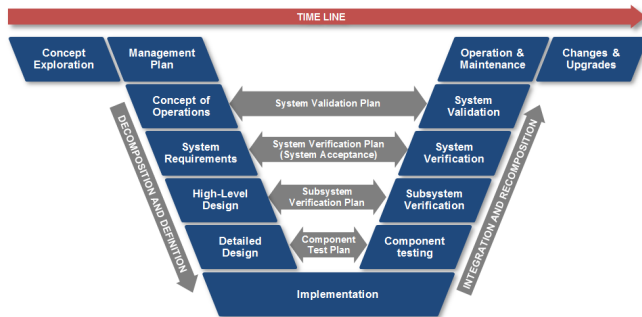 TIME LINE
Concept
Exploration
Management
Plan
Operation &
Maintenance
Changes &
Upgrades
Concept of
Operations
System Validation Plan
System
Validation
System
Requirements
System Verification Plan
(System Acceptance)
System
Verification
High-Level
Design
Subsystem
Verification Plan
Subsystem
Verification
Detailed
Design
Component
Test Plan
Component
testing
Implementation
DECOMPOSITION AND DEFINITION
INTEGRATION AND RECOMPOSITION